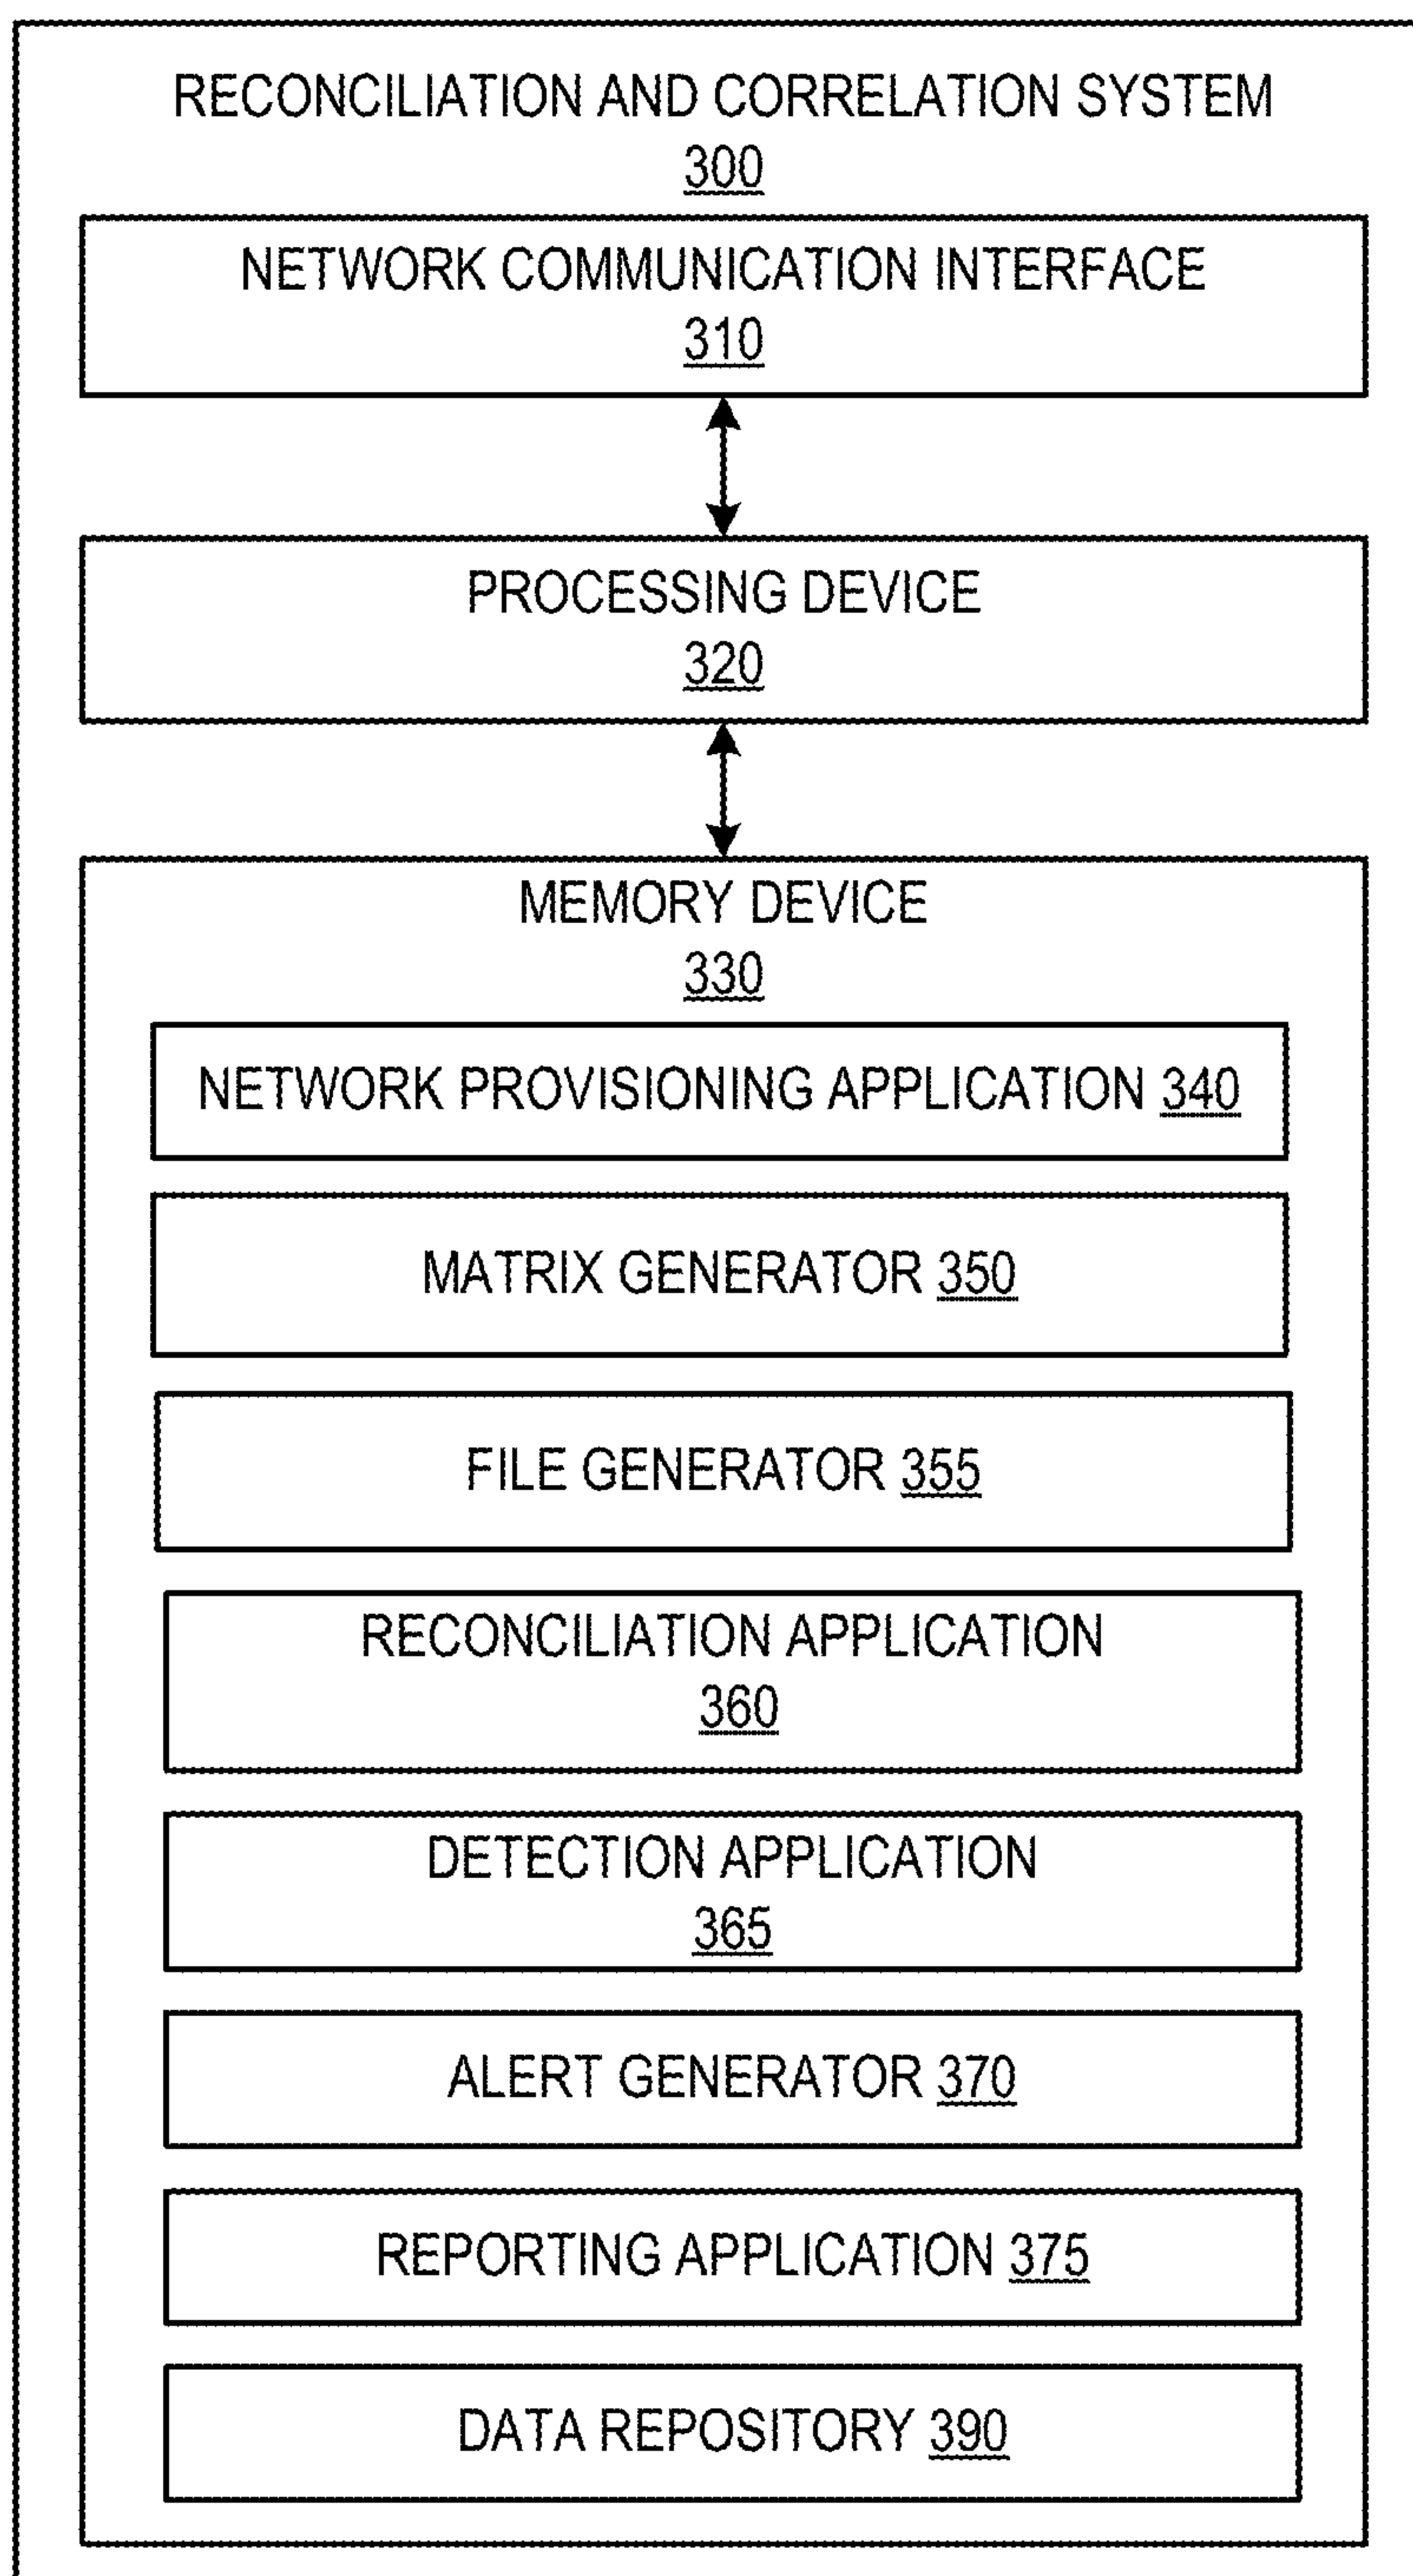 RECONCILIATION AND CORRELATION SYSTEM
300
NETWORK COMMUNICATION INTERFACE
310
PROCESSING DEVICE
320
MEMORY DEVICE
330
NETWORK PROVISIONING APPLICATION 340
MATRIX GENERATOR 350
FILE GENERATOR 355
RECONCILIATION APPLICATION
360
DETECTION APPLICATION
365
ALERT GENERATOR 370
REPORTING APPLICATION 375
DATA REPOSITORY 390